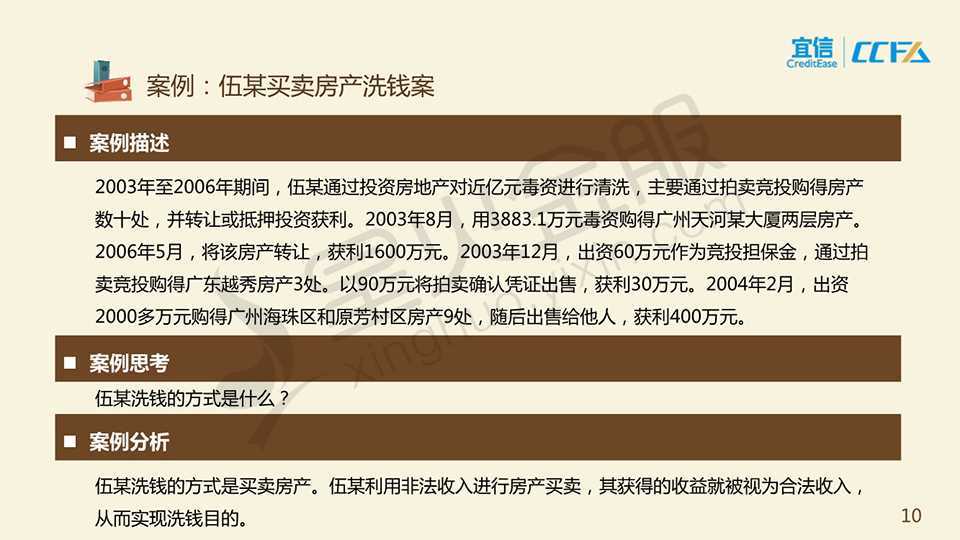 宜信
CreditEase
CCFA
案例：伍某买卖房产洗钱案
■ 案例描述
2003年至2006年期间，伍某通过投资房地产对近亿元毒资进行清洗，主要通过拍卖竞投购得房产
数十处，并转让或抵押投资获利。2003年8月，用3883.1万元毒资购得广州天河某大厦两层房产。
2006年5月，将该房产转让，获利1600万元。2003年12月，出资60万元作为竞投担保金，通过拍
卖竞投购得广东越秀房产3处。以90万元将拍卖确认凭证出售，获利30万元。2004年2月，出资
2000多万元购得广州海珠区和原芳村区房产9处，随后出售给他人，获利400万元。
■ 案例思考
伍某洗钱的方式是什么？
■ 案例分析
伍某洗钱的方式是买卖房产。伍某利用非法收入进行房产买卖，其获得的收益就被视为合法收入，
从而实现洗钱目的。
10
星火金服
xinghuo.yixin.com